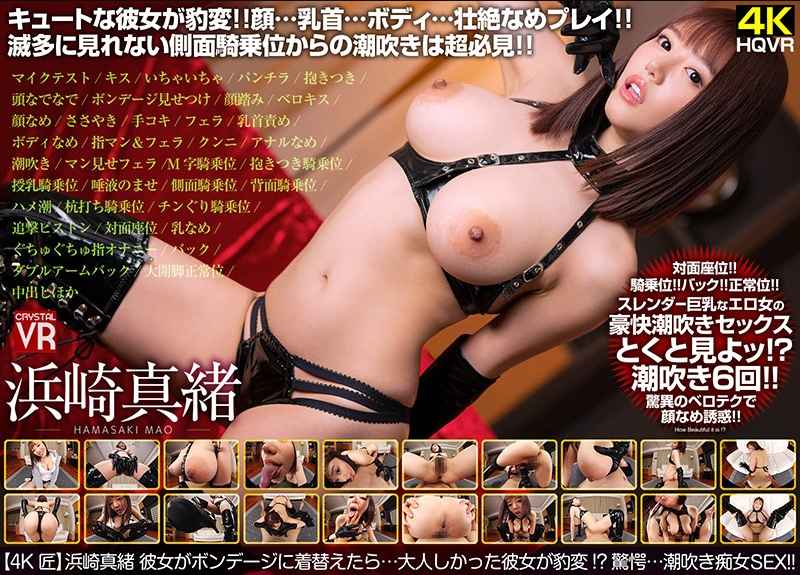 キュートな彼女が豹変!!顔…乳首…ボディ…壮絶なめプレイ!!
滅多に見れない側面騎乗位からの潮吹きは超必見!!
4K
HQVR
マイクテスト/キス/いちゃいちゃ/パンチラ/抱きつき/
頭なでなで/ボンデージ見せつけ/顔踏み/ベロキス/
顔なめ/ささやき/手コキ/フェラ/乳首責め/
ボディなめ/指マン&フェラ/クンニ/アナルなめ/
潮吹き/マン見せフェラ/M字騎乗位/抱きつき騎乗位/
授乳騎乗位/唾液のませ/側面騎乗位/背面騎乗位/
ハメ潮/杭打ち騎乗位/チンぐり騎乗位/
追撃ピストン/対面座位/乳なめ/
ぐちゅぐちゅ指オナニー/バック/
ダブルアームバック/大開脚正常位/
中出しほか
CRYSTAL
VR
浜崎真緒
HAMASAKI MAO
対面座位!!
騎乗位!!バック!!正常位!!
スレンダー巨乳なエロ女の
豪快潮吹きセックス
とくと見よッ!?
潮吹き6回!!
驚異のベロテクで
顔なめ誘惑!!
How Beautiful it is !?
【4K 匠】浜崎真緒 彼女がボンデージに着替えたら…大人しかった彼女が豹変!?驚愕…潮吹き痴女SEX!!